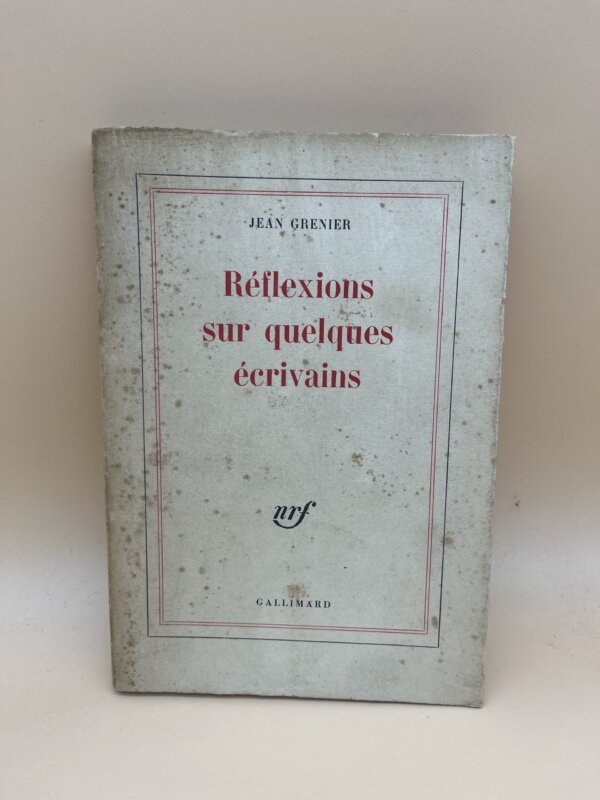 JEAN GRENIER
Réflexions
sur quelques
écrivains
nrf
GALLIMARD